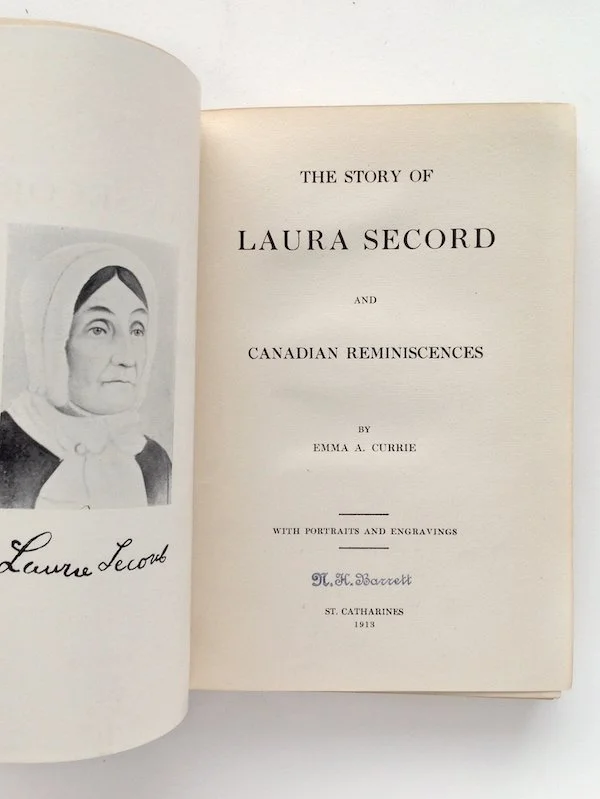 Laura Secord
THE STORY OF
LAURA SECORD
AND
CANADIAN REMINISCENCES
BY
EMMA A. CURRIE
WITH PORTRAITS AND ENGRAVINGS
N. H. Barrett
ST. CATHARINES
1913